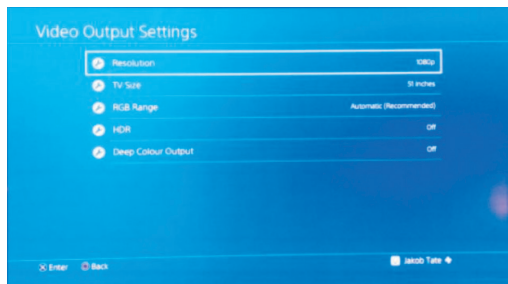 Video Output Settings
Resolution 1080p
TV Size 51 inches
RGB Range Automatic (Recommended)
HDR Off
Deep Colour Output Off
Enter Back Jakob Tate